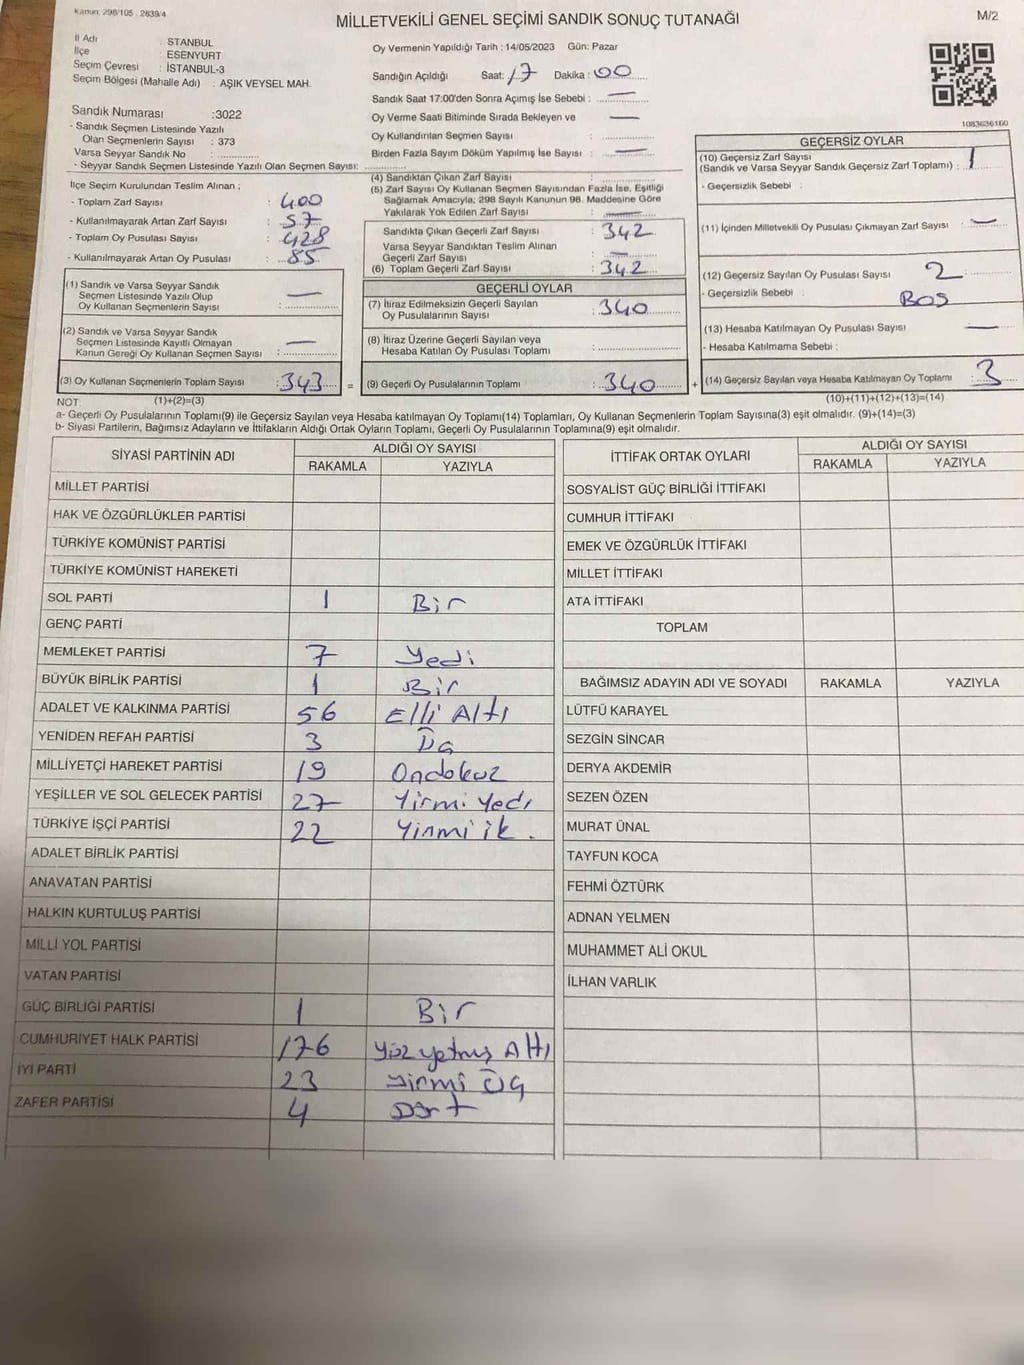 Kanun: 298/105 . 2839/4
MİLLETVEKİLİ GENEL SEÇİMİ SANDIK SONUÇ TUTANAĞI
M/2
İl Adı : STANBUL
İlçe : ESENYURT
Seçim Çevresi : İSTANBUL-3
Seçim Bölgesi (Mahalle Adı) : AŞIK VEYSEL MAH.
Sandık Numarası :3022
- Sandık Seçmen Listesinde Yazılı
Olan Seçmenlerin Sayısı : 373
Varsa Seyyar Sandık No :
- Seyyar Sandık Seçmen Listesinde Yazılı Olan Seçmen Sayısı:
İlçe Seçim Kurulundan Teslim Alınan ;
- Toplam Zarf Sayısı : 400
- Kullanılmayarak Artan Zarf Sayısı : 57
- Toplam Oy Pusulası Sayısı : 428
- Kullanılmayarak Artan Oy Pusulası : 85
(1) Sandık ve Varsa Seyyar Sandık
Seçmen Listesinde Yazılı Olup
Oy Kullanan Seçmenlerin Sayısı : —
(2) Sandık ve Varsa Seyyar Sandık
Seçmen Listesinde Kayıtlı Olmayan
Kanun Gereği Oy Kullanan Seçmen Sayısı : —
(3) Oy Kullanan Seçmenlerin Toplam Sayısı : 343 =
Oy Vermenin Yapıldığı Tarih : 14/05/2023 Gün: Pazar
Sandığın Açıldığı Saat: 17 Dakika : 00
Sandık Saat 17:00'den Sonra Açımış İse Sebebi : —
Oy Verme Saati Bitiminde Sırada Bekleyen ve —
Oy Kullandırılan Seçmen Sayısı :
Birden Fazla Sayım Döküm Yapılmış İse Sayısı : —
(4) Sandıktan Çıkan Zarf Sayısı :
(5) Zarf Sayısı Oy Kullanan Seçmen Sayısından Fazla İse, Eşitliği
Sağlamak Amacıyla; 298 Sayılı Kanunun 98. Maddesine Göre
Yakılarak Yok Edilen Zarf Sayısı : —
Sandıkta Çıkan Geçerli Zarf Sayısı : 342
Varsa Seyyar Sandıktan Teslim Alınan
Geçerli Zarf Sayısı : —
(6) Toplam Geçerli Zarf Sayısı : 342
GEÇERLİ OYLAR
(7) İtiraz Edilmeksizin Geçerli Sayılan
Oy Pusulalarının Sayısı : 340
(8) İtiraz Üzerine Geçerli Sayılan veya
Hesaba Katılan Oy Pusulası Toplamı :
(9) Geçerli Oy Pusulalarının Toplamı : 340 +
1083636160
GEÇERSİZ OYLAR
(10) Geçersiz Zarf Sayısı
(Sandık ve Varsa Seyyar Sandık Geçersiz Zarf Toplamı) : 1
- Geçersizlik Sebebi :
(11) İçinden Milletvekili Oy Pusulası Çıkmayan Zarf Sayısı : —
(12) Geçersiz Sayılan Oy Pusulası Sayısı : 2
- Geçersizlik Sebebi : BOŞ
(13) Hesaba Katılmayan Oy Pusulası Sayısı : —
- Hesaba Katılmama Sebebi :
(14) Geçersiz Sayılan veya Hesaba Katılmayan Oy Toplamı : 3
NOT: (1)+(2)=(3)
(10)+(11)+(12)+(13)=(14)
a- Geçerli Oy Pusulalarının Toplamı(9) ile Geçersiz Sayılan veya Hesaba katılmayan Oy Toplamı(14) Toplamları, Oy Kullanan Seçmenlerin Toplam Sayısına(3) eşit olmalıdır. (9)+(14)=(3)
b- Siyasi Partilerin, Bağımsız Adayların ve İttifakların Aldığı Ortak Oyların Toplamı, Geçerli Oy Pusulalarının Toplamına(9) eşit olmalıdır.
SİYASİ PARTİNİN ADI ALDIĞI OY SAYISI
RAKAMLA YAZIYLA
MİLLET PARTİSİ
HAK VE ÖZGÜRLÜKLER PARTİSİ
TÜRKİYE KOMÜNİST PARTİSİ
TÜRKİYE KOMÜNİST HAREKETİ
SOL PARTİ 1 Bir
GENÇ PARTİ
MEMLEKET PARTİSİ 7 Yedi
BÜYÜK BİRLİK PARTİSİ 1 Bir
ADALET VE KALKINMA PARTİSİ 56 Elli Altı
YENİDEN REFAH PARTİSİ 3 Üç
MİLLİYETÇİ HAREKET PARTİSİ 19 Ondokuz
YEŞİLLER VE SOL GELECEK PARTİSİ 27 Yirmi Yedi
TÜRKİYE İŞÇİ PARTİSİ 22 Yirmi ik.
ADALET BİRLİK PARTİSİ
ANAVATAN PARTİSİ
HALKIN KURTULUŞ PARTİSİ
MİLLİ YOL PARTİSİ
VATAN PARTİSİ
GÜÇ BİRLİĞİ PARTİSİ 1 Bir
CUMHURİYET HALK PARTİSİ 176 Yüz yetmiş Altı
İYİ PARTİ 23 Yirmi Üç
ZAFER PARTİSİ 4 Dört
İTTİFAK ORTAK OYLARI ALDIĞI OY SAYISI
RAKAMLA YAZIYLA
SOSYALİST GÜÇ BİRLİĞİ İTTİFAKI
CUMHUR İTTİFAKI
EMEK VE ÖZGÜRLÜK İTTİFAKI
MİLLET İTTİFAKI
ATA İTTİFAKI
TOPLAM
BAĞIMSIZ ADAYIN ADI VE SOYADI RAKAMLA YAZIYLA
LÜTFÜ KARAYEL
SEZGİN SİNCAR
DERYA AKDEMİR
SEZEN ÖZEN
MURAT ÜNAL
TAYFUN KOCA
FEHMİ ÖZTÜRK
ADNAN YELMEN
MUHAMMET ALİ OKUL
İLHAN VARLIK